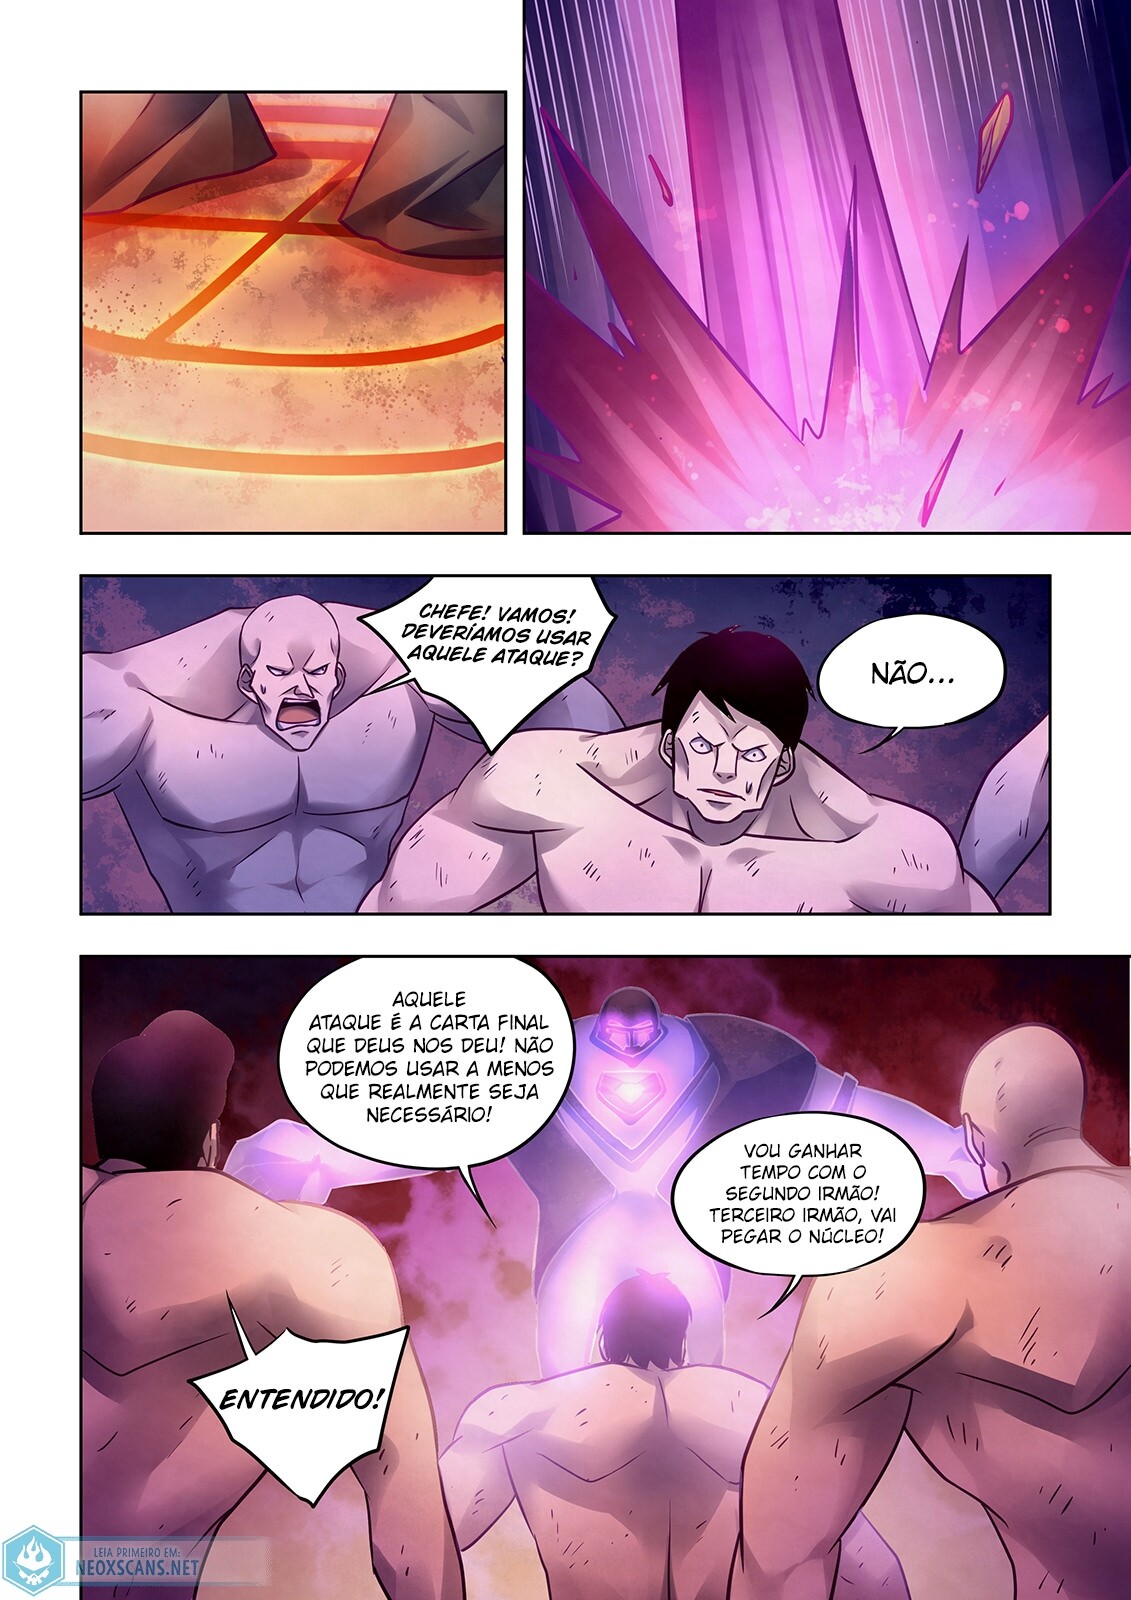 CHEFE! VAMOS!
DEVERÍAMOS USAR
AQUELE ATAQUE?
NÃO...
AQUELE
ATAQUE É A CARTA FINAL
QUE DEUS NOS DEU! NÃO
PODEMOS USAR A MENOS
QUE REALMENTE SEJA
NECESSÁRIO!
VOU GANHAR
TEMPO COM O
SEGUNDO IRMÃO!
TERCEIRO IRMÃO, VAI
PEGAR O NÚCLEO!
ENTENDIDO!
LEIA PRIMEIRO EM:
NEOXSCANS.NET